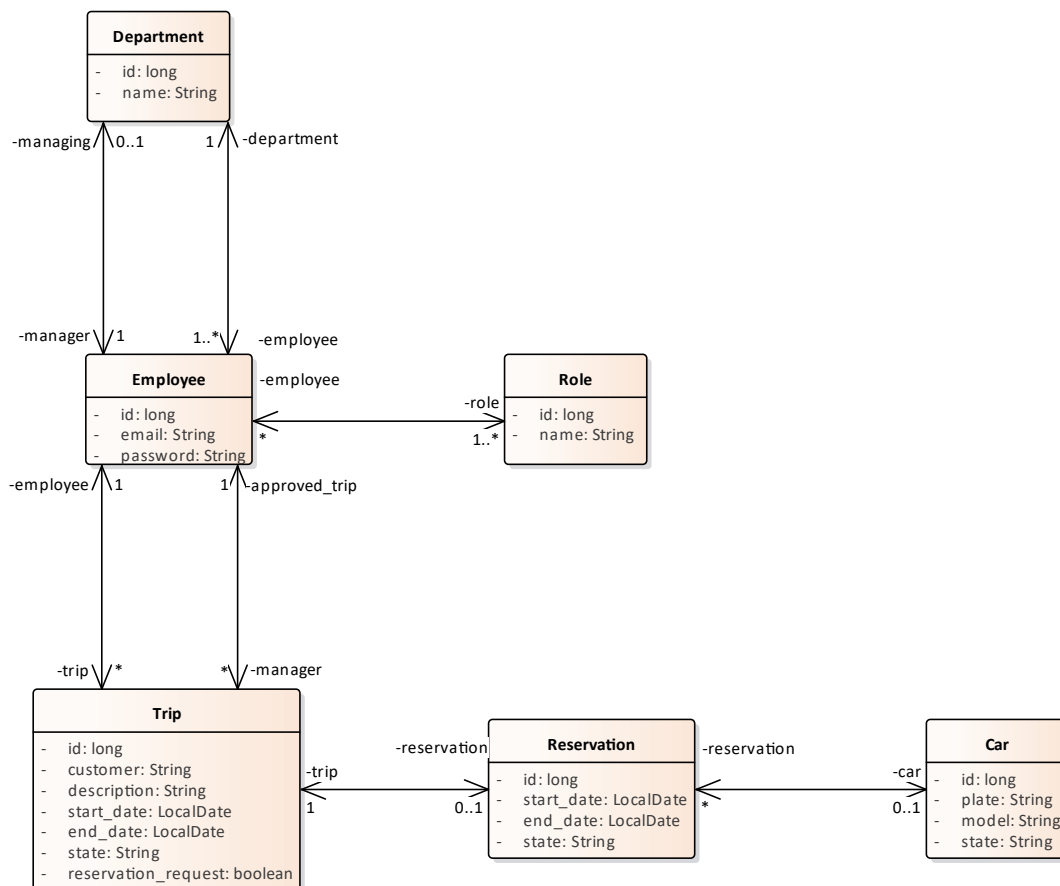 Department
- id: long
- name: String
-managing 0..1 1 -department
-manager 1 1..* -employee
Employee
- id: long
- email: String
- password: String
-employee
*
-role
1..*
Role
- id: long
- name: String
-employee 1 1 -approved_trip
-trip * * -manager
Trip
- id: long
- customer: String
- description: String
- start_date: LocalDate
- end_date: LocalDate
- state: String
- reservation_request: boolean
-trip
1
-reservation
0..1
Reservation
- id: long
- start_date: LocalDate
- end_date: LocalDate
- state: String
-reservation
*
-car
0..1
Car
- id: long
- plate: String
- model: String
- state: String